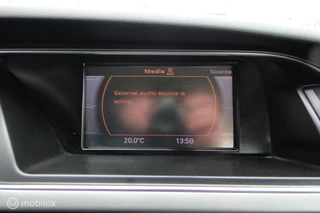 Media
Source
External audio source is
active.
20.0°C
13:50
mobilox